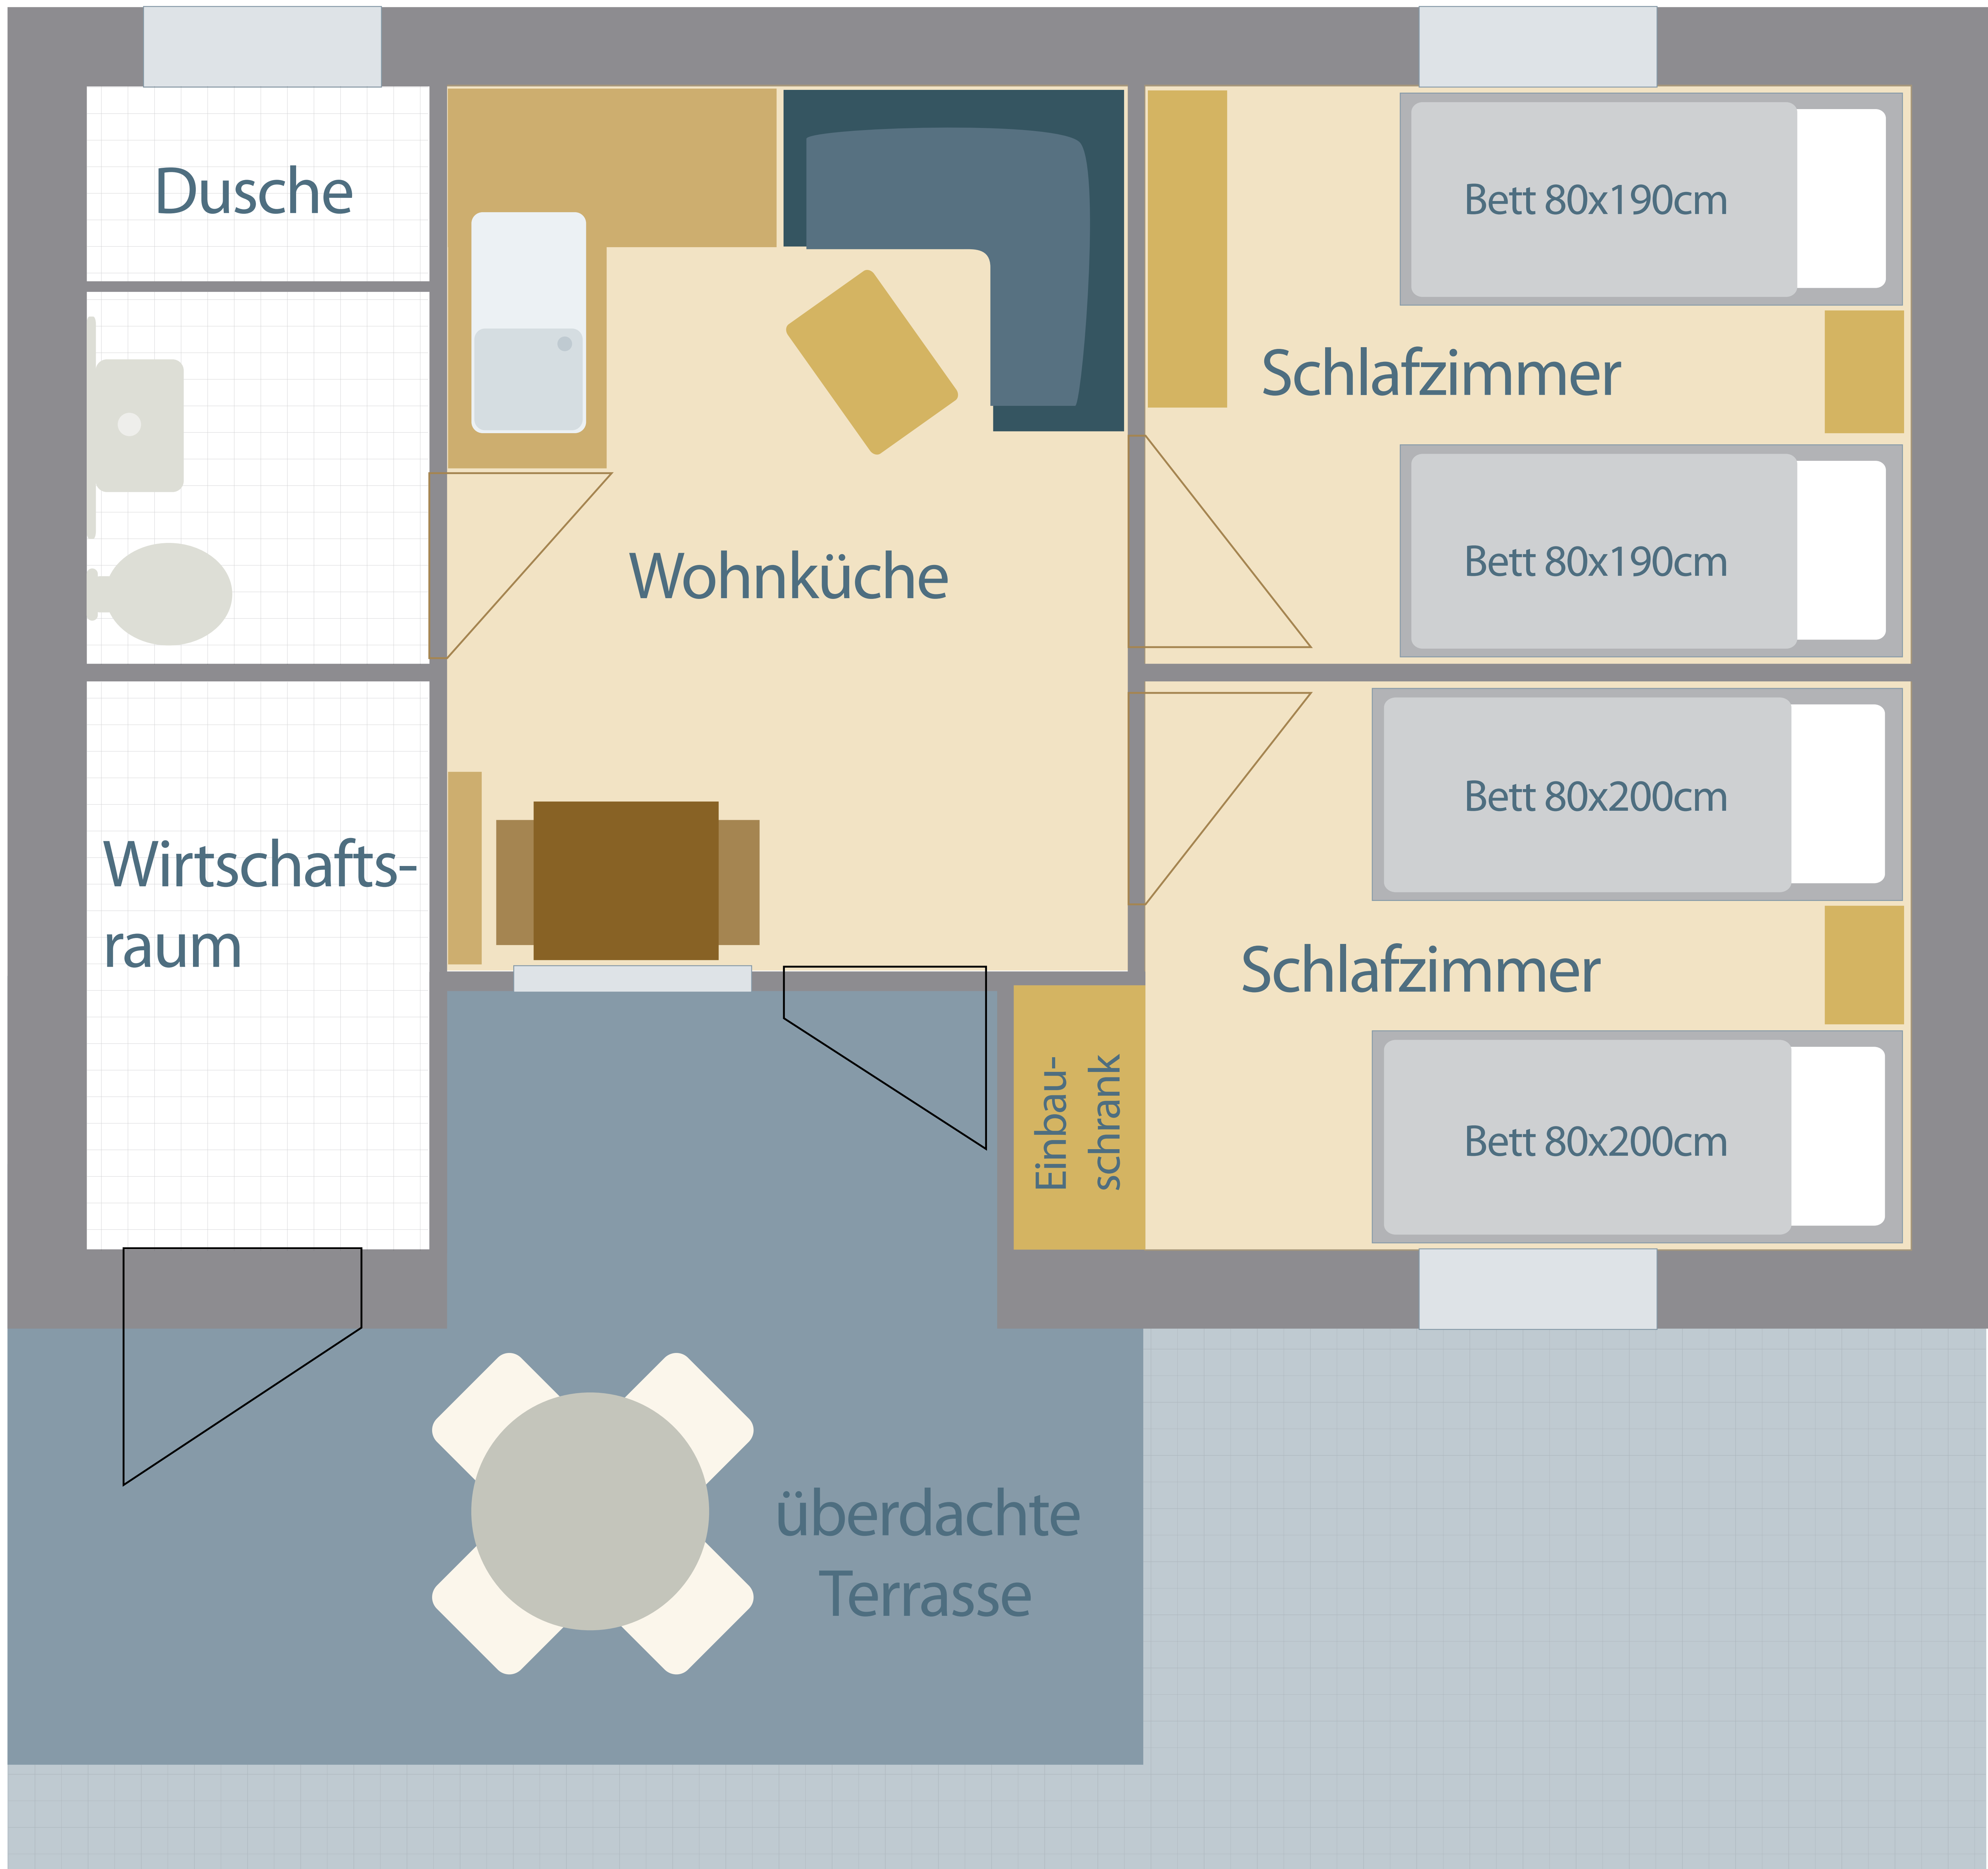 Dusche
Bett 80x190cm
Schlafzimmer
Bett 80x190cm
Wohnküche
Bett 80x200cm
Wirtschafts-
raum
Schlafzimmer
Einbau-
schrank
Bett 80x200cm
überdachte
Terrasse